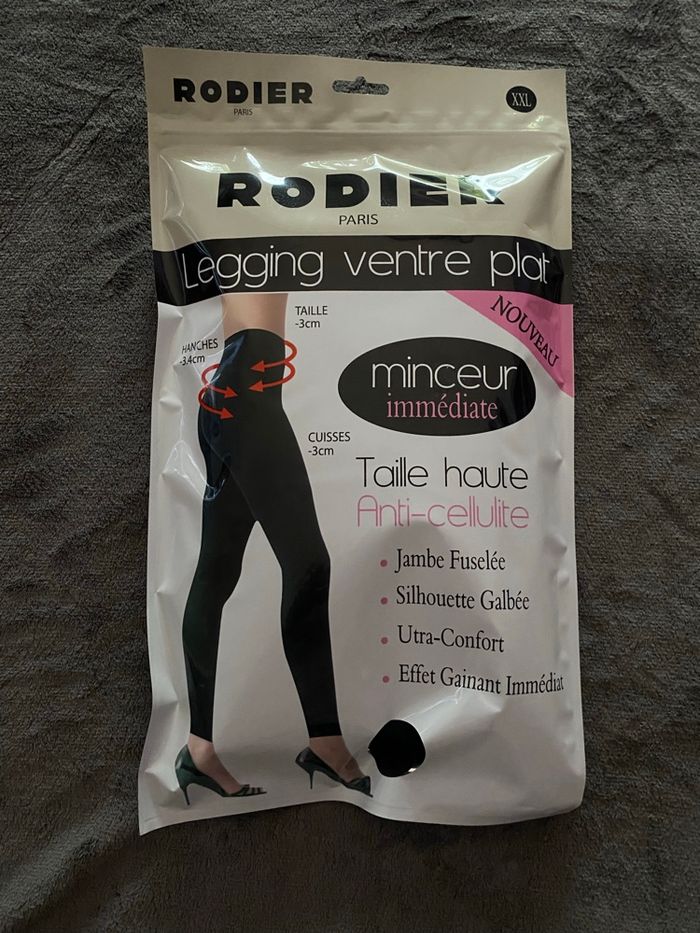 RODIER
PARIS
XXL
RODIER
PARIS
Legging ventre plat
NOUVEAU
TAILLE
-3cm
HANCHES
-3.4cm
minceur
immédiate
CUISSES
-3cm
Taille haute
Anti-cellulite
Jambe Fuselée
Silhouette Galbée
Utra-Confort
Effet Gainant Immédiat